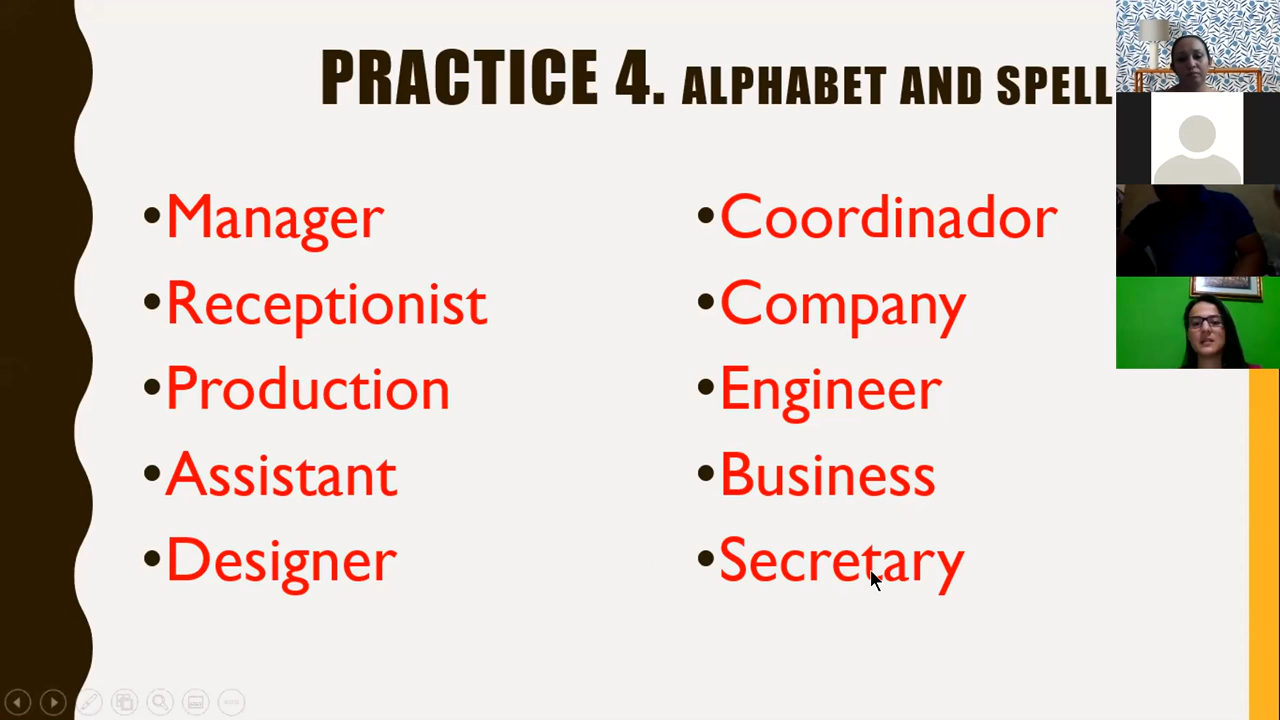 PRACTICE 4. ALPHABET AND SPELL
•Manager
•Receptionist
•Production
•Assistant
•Designer
•Coordinador
•Company
•Engineer
•Business
•Secretary